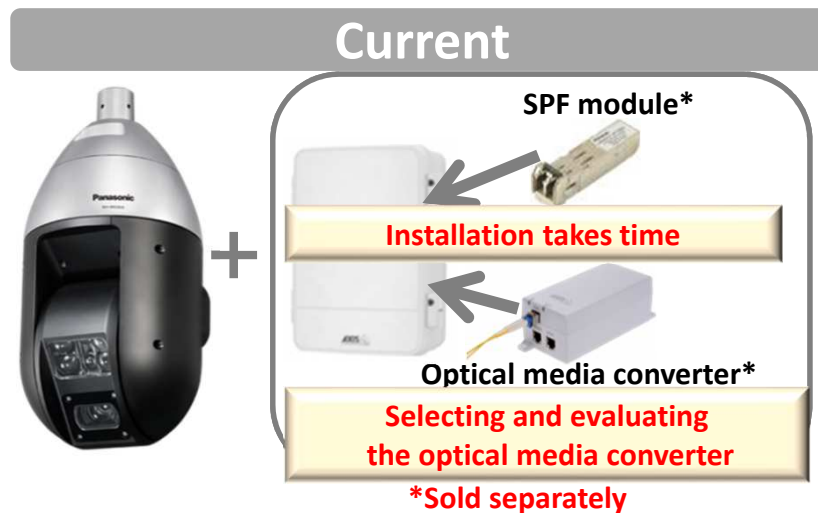 Current
SPF module*
Panasonic
Installation takes time
AXIS
Optical media converter*
Selecting and evaluating
the optical media converter
*Sold separately